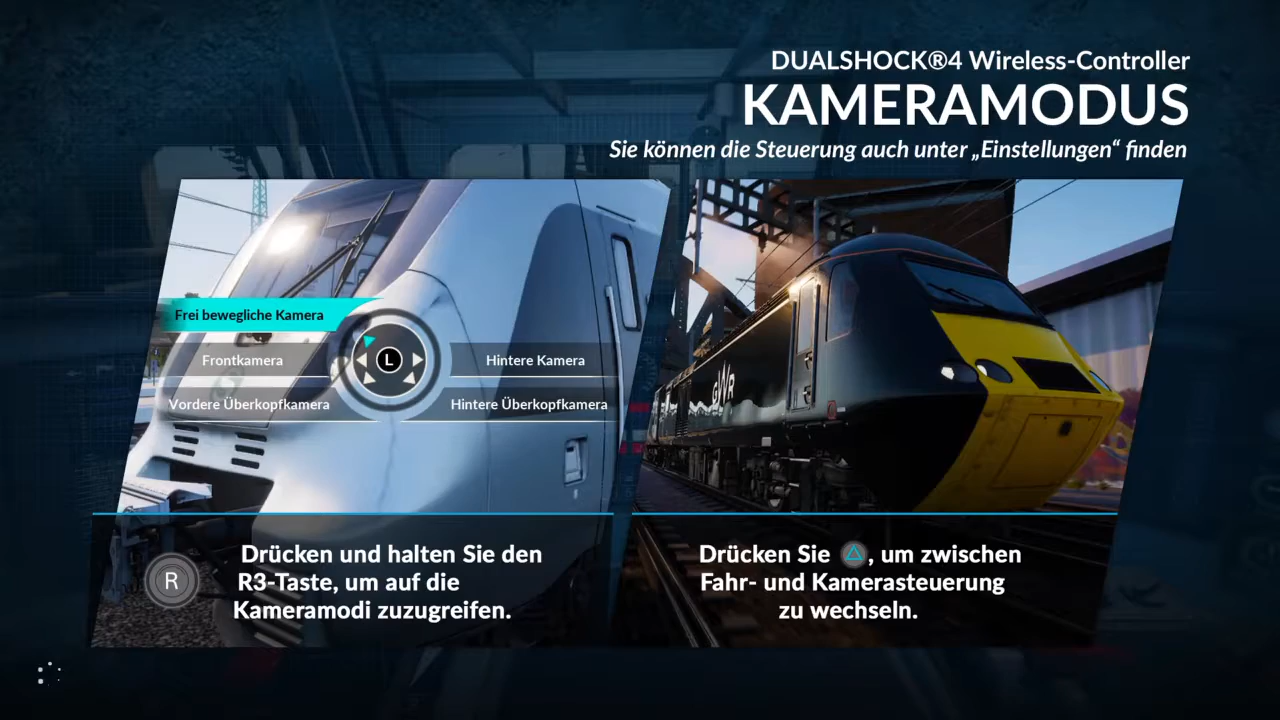 DUALSHOCK®4 Wireless-Controller
KAMERAMODUS
Sie können die Steuerung auch unter „Einstellungen“ finden
Frei bewegliche Kamera
Frontkamera
L
Hintere Kamera
Vordere Überkopfkamera
Hintere Überkopfkamera
GWR
R
Drücken und halten Sie den
R3-Taste, um auf die
Kameramodi zuzugreifen.
Drücken Sie , um zwischen
Fahr- und Kamerasteuerung
zu wechseln.